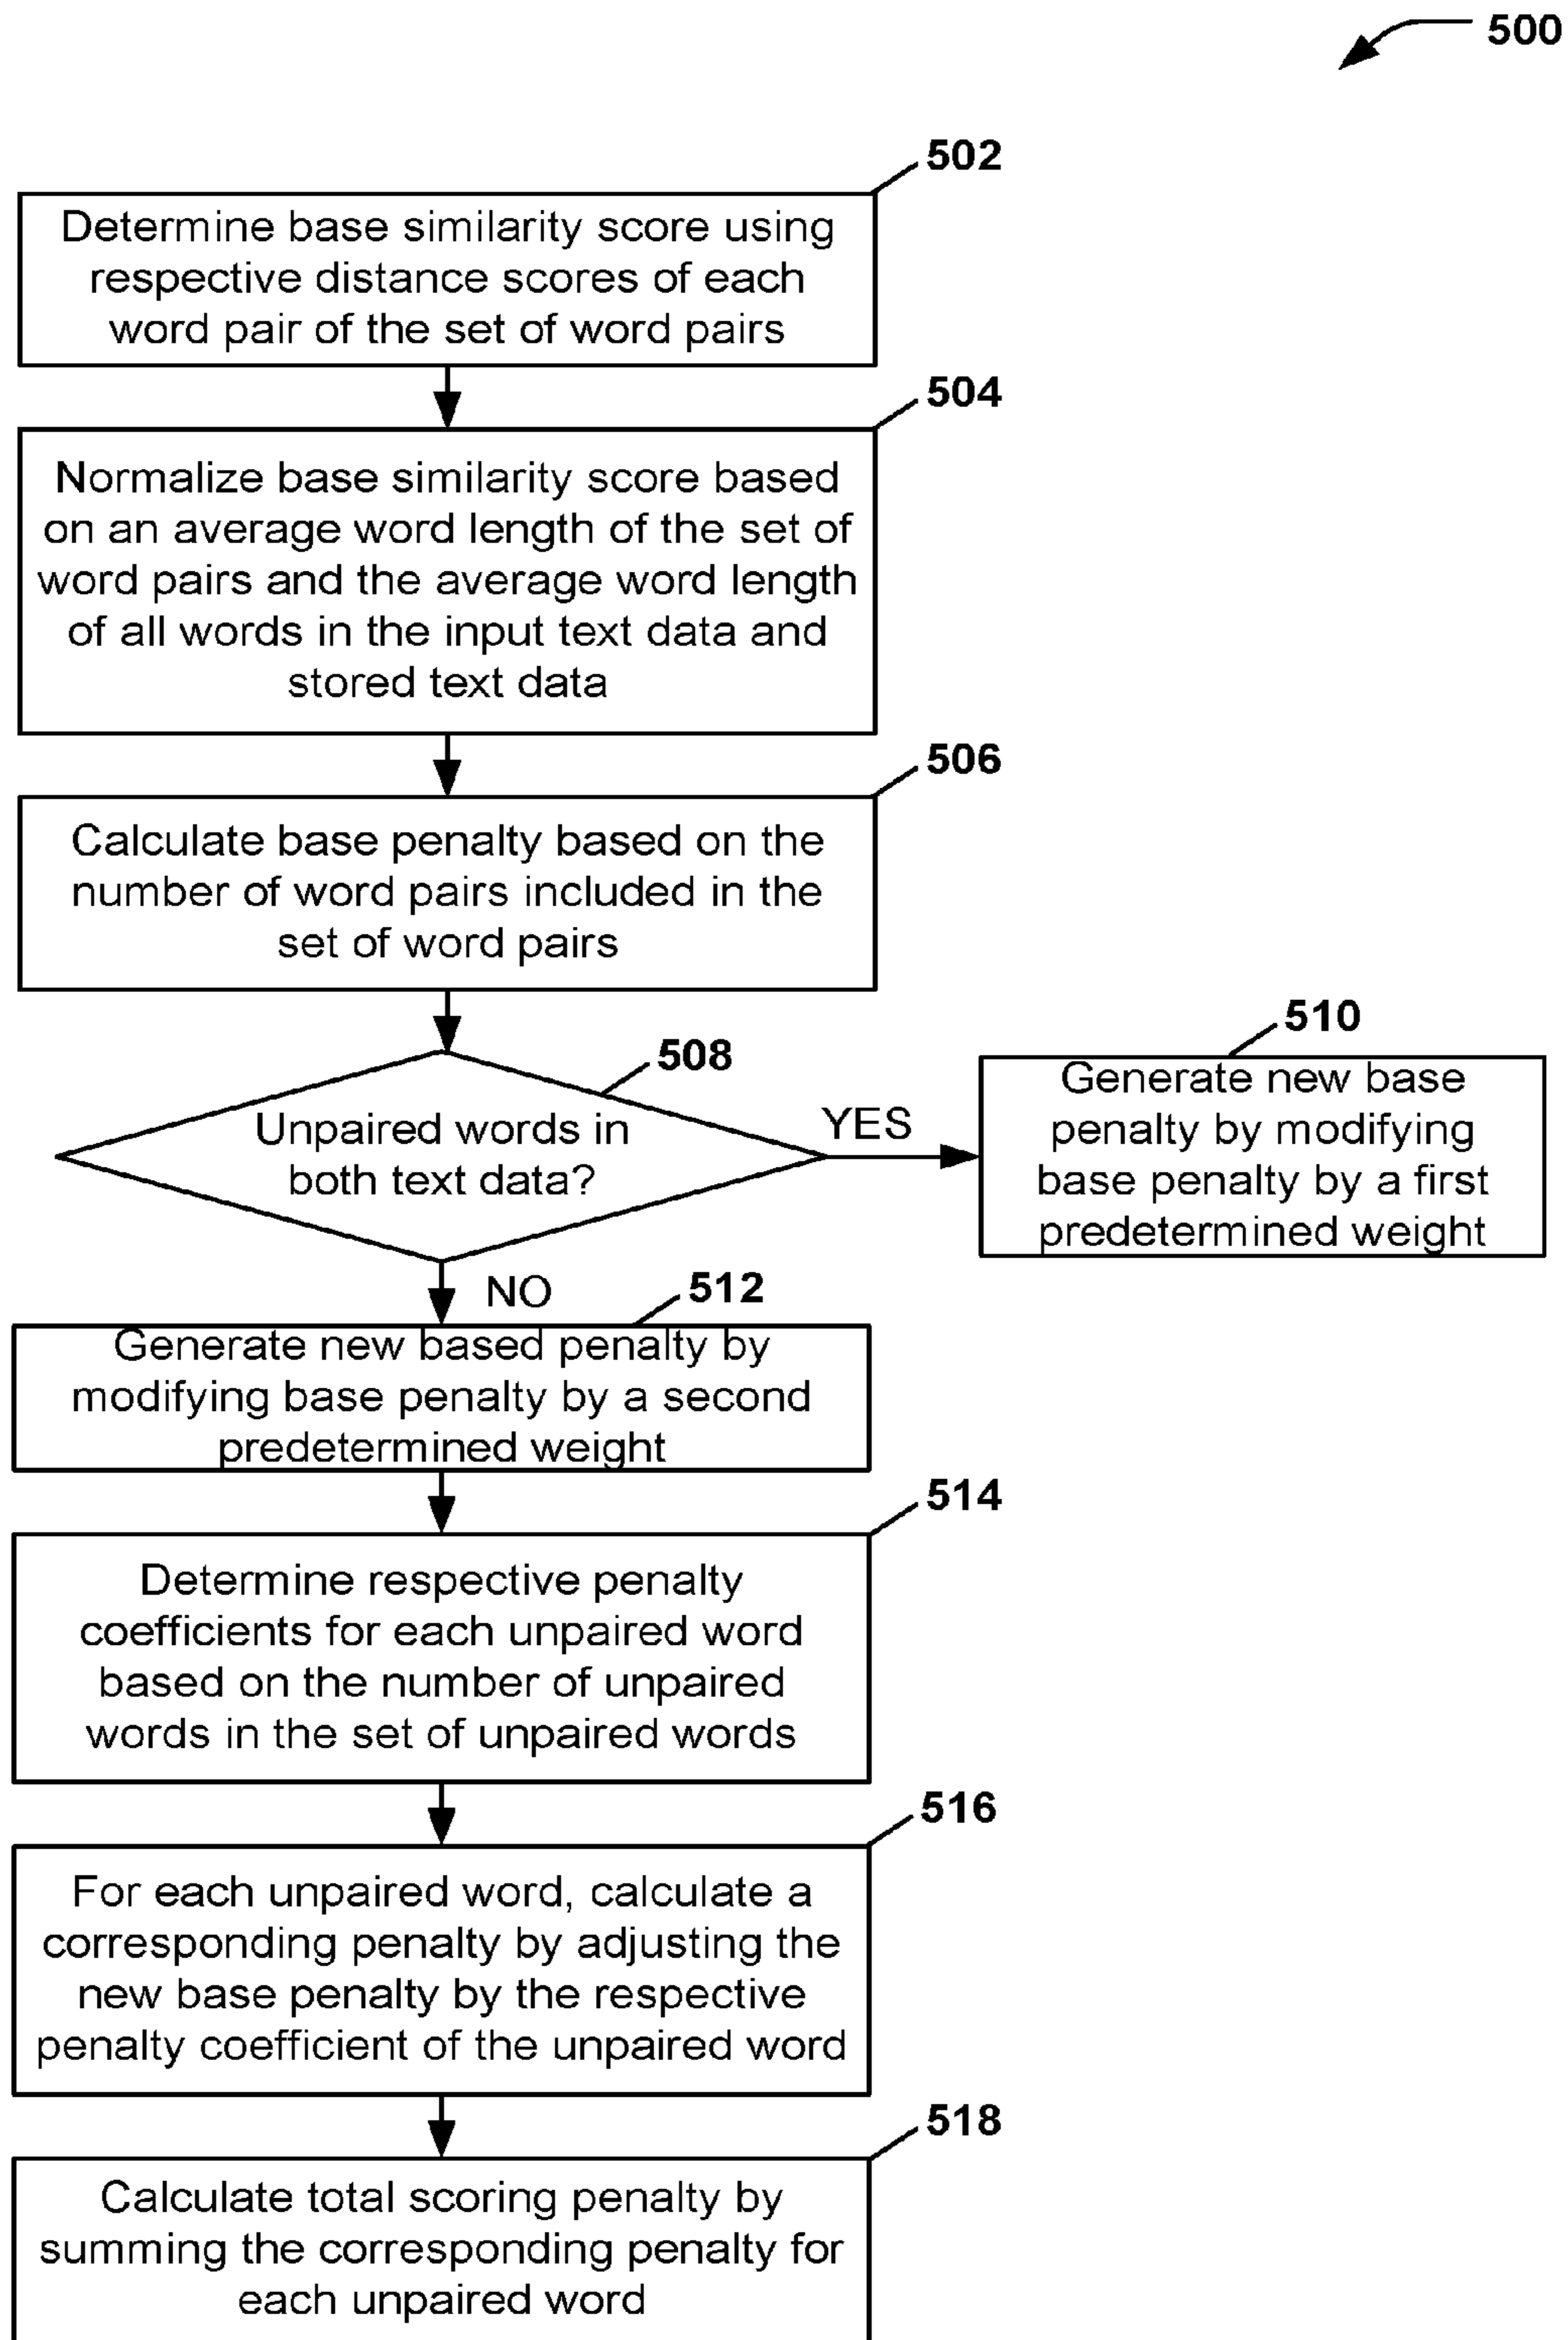 500
502
Determine base similarity score using
respective distance scores of each
word pair of the set of word pairs
504
Normalize base similarity score based
on an average word length of the set of
word pairs and the average word length
of all words in the input text data and
stored text data
506
Calculate base penalty based on the
number of word pairs included in the
set of word pairs
508
Unpaired words in
both text data?
YES
510
Generate new base
penalty by modifying
base penalty by a first
predetermined weight
NO
512
Generate new based penalty by
modifying base penalty by a second
predetermined weight
514
Determine respective penalty
coefficients for each unpaired word
based on the number of unpaired
words in the set of unpaired words
516
For each unpaired word, calculate a
corresponding penalty by adjusting the
new base penalty by the respective
penalty coefficient of the unpaired word
518
Calculate total scoring penalty by
summing the corresponding penalty for
each unpaired word